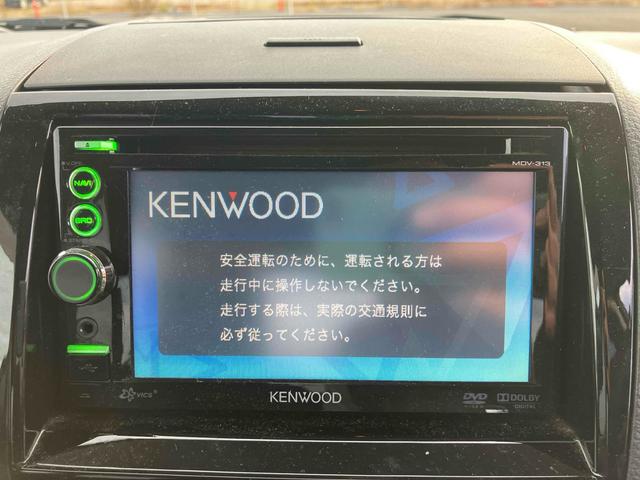 MDV-313
NAVI
SRC
KENWOOD
安全運転のために、運転される方は
走行中に操作しないでください。
走行する際は、実際の交通規則に
必ず従ってください。
VICS
KENWOOD
DVD
VIDEO
DOLBY
DIGITAL